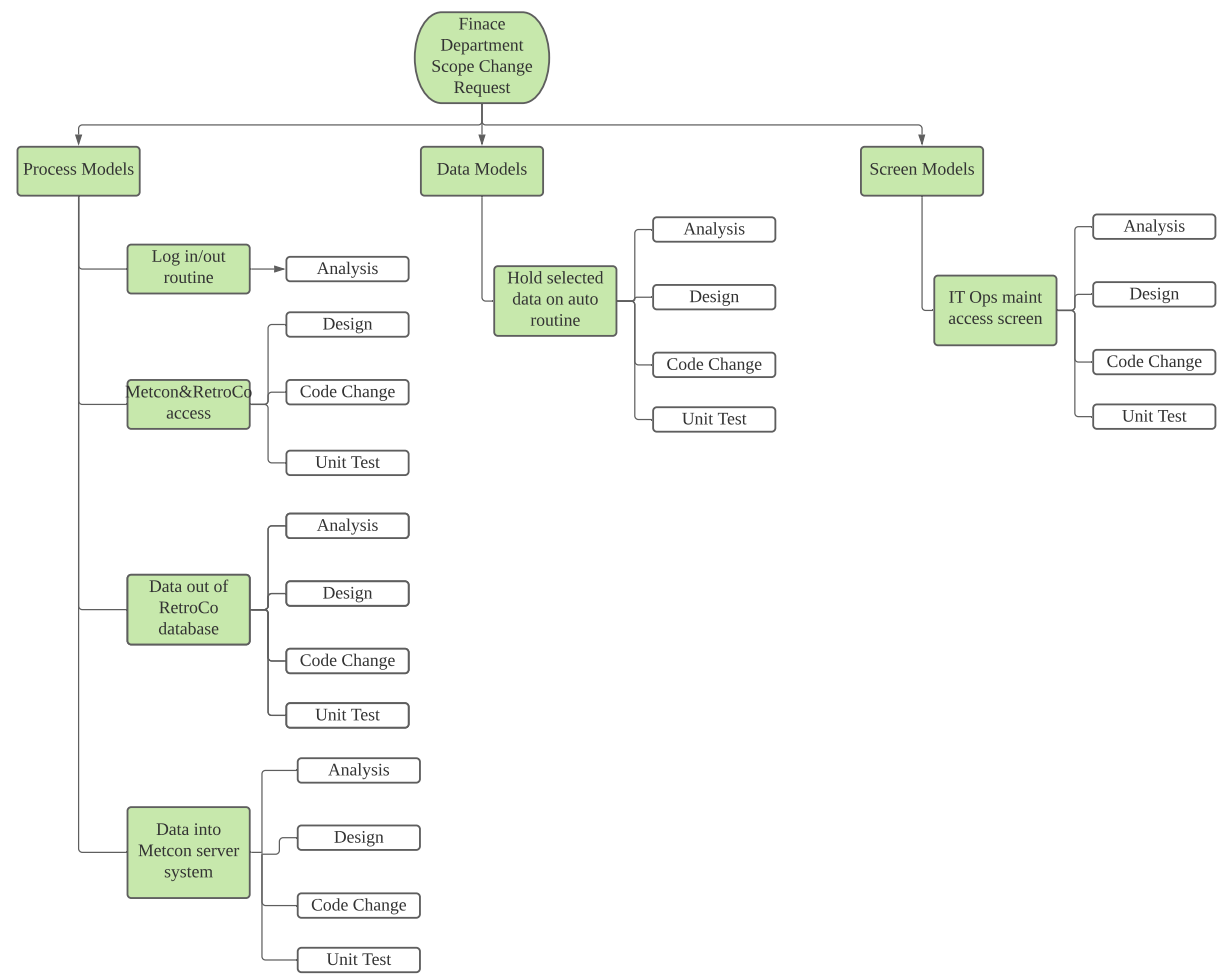 Finace
Department
Scope Change
Request
Process Models
Data Models
Screen Models
Log in/out
routine
Analysis
Metcon&RetroCo
access
Design
Code Change
Unit Test
Data out of
RetroCo
database
Analysis
Design
Code Change
Unit Test
Data into
Metcon server
system
Analysis
Design
Code Change
Unit Test
Hold selected
data on auto
routine
Analysis
Design
Code Change
Unit Test
IT Ops maint
access screen
Analysis
Design
Code Change
Unit Test